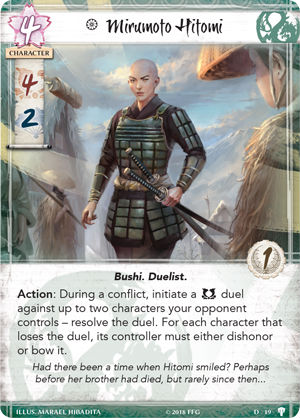 4
Mirumoto Hitomi
CHARACTER
4
2
1
Bushi. Duelist.
Action: During a conflict, initiate a duel
against up to two characters your opponent
controls – resolve the duel. For each character that
loses the duel, its controller must either dishonor
or bow it.
Had there been a time when Hitomi smiled? Perhaps
before her brother had died, but rarely since then...
ILLUS. MARAEL HIBADITA
©2018 FFG
D 19